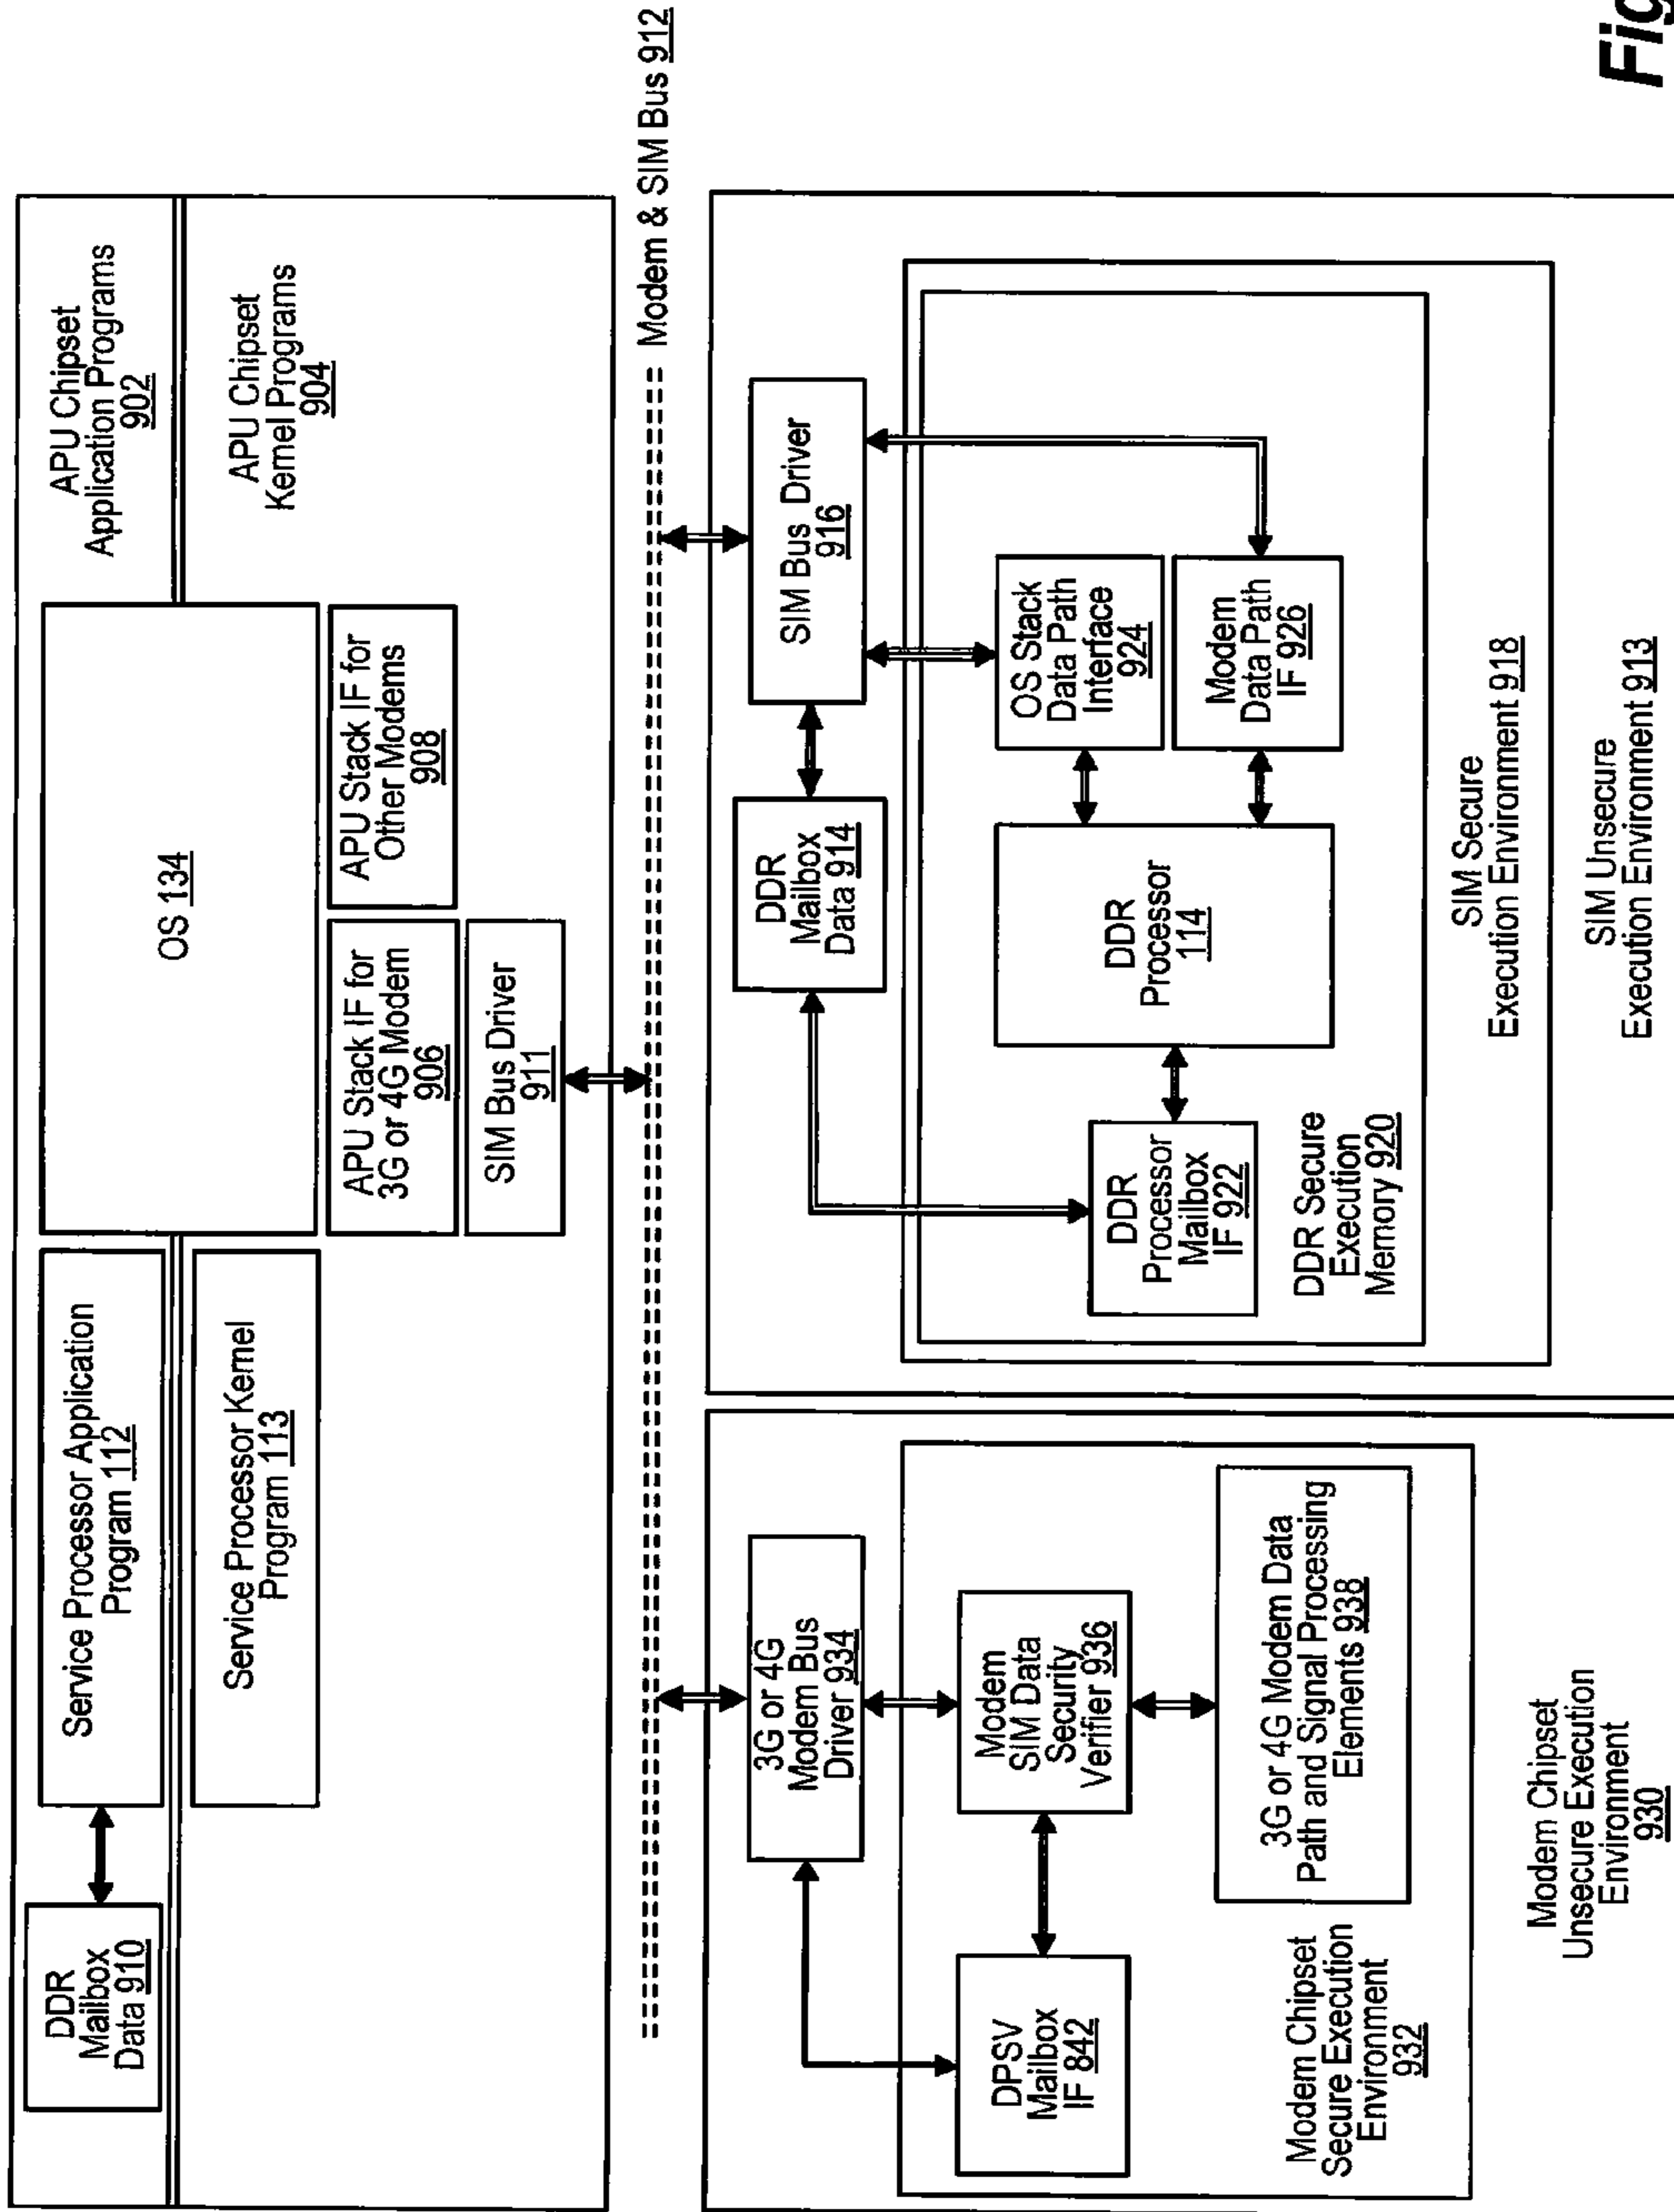 DDR
Mailbox
Data 910
Service Processor Application
Program 112
Service Processor Kernel
Program 113
OS 134
APU Stack IF for
3G or 4G Modem
906
APU Stack IF for
Other Modems
908
SIM Bus Driver
911
APU Chipset
Application Programs
902
APU Chipset
Kernel Programs
904
Modem & SIM Bus 912
3G or 4G
Modem Bus
Driver 934
DPSV
Mailbox
IF 842
Modem
SIM Data
Security
Verifier 936
3G or 4G Modem Data
Path and Signal Processing
Elements 938
Modem Chipset
Secure Execution
Environment
932
Modem Chipset
Unsecure Execution
Environment
930
DDR
Mailbox
Data 914
SIM Bus Driver
916
DDR
Processor
Mailbox
IF 922
DDR
Processor
114
OS Stack
Data Path
Interface
924
Modem
Data Path
IF 926
DDR Secure
Execution
Memory 920
SIM Secure
Execution Environment 918
SIM Unsecure
Execution Environment 913